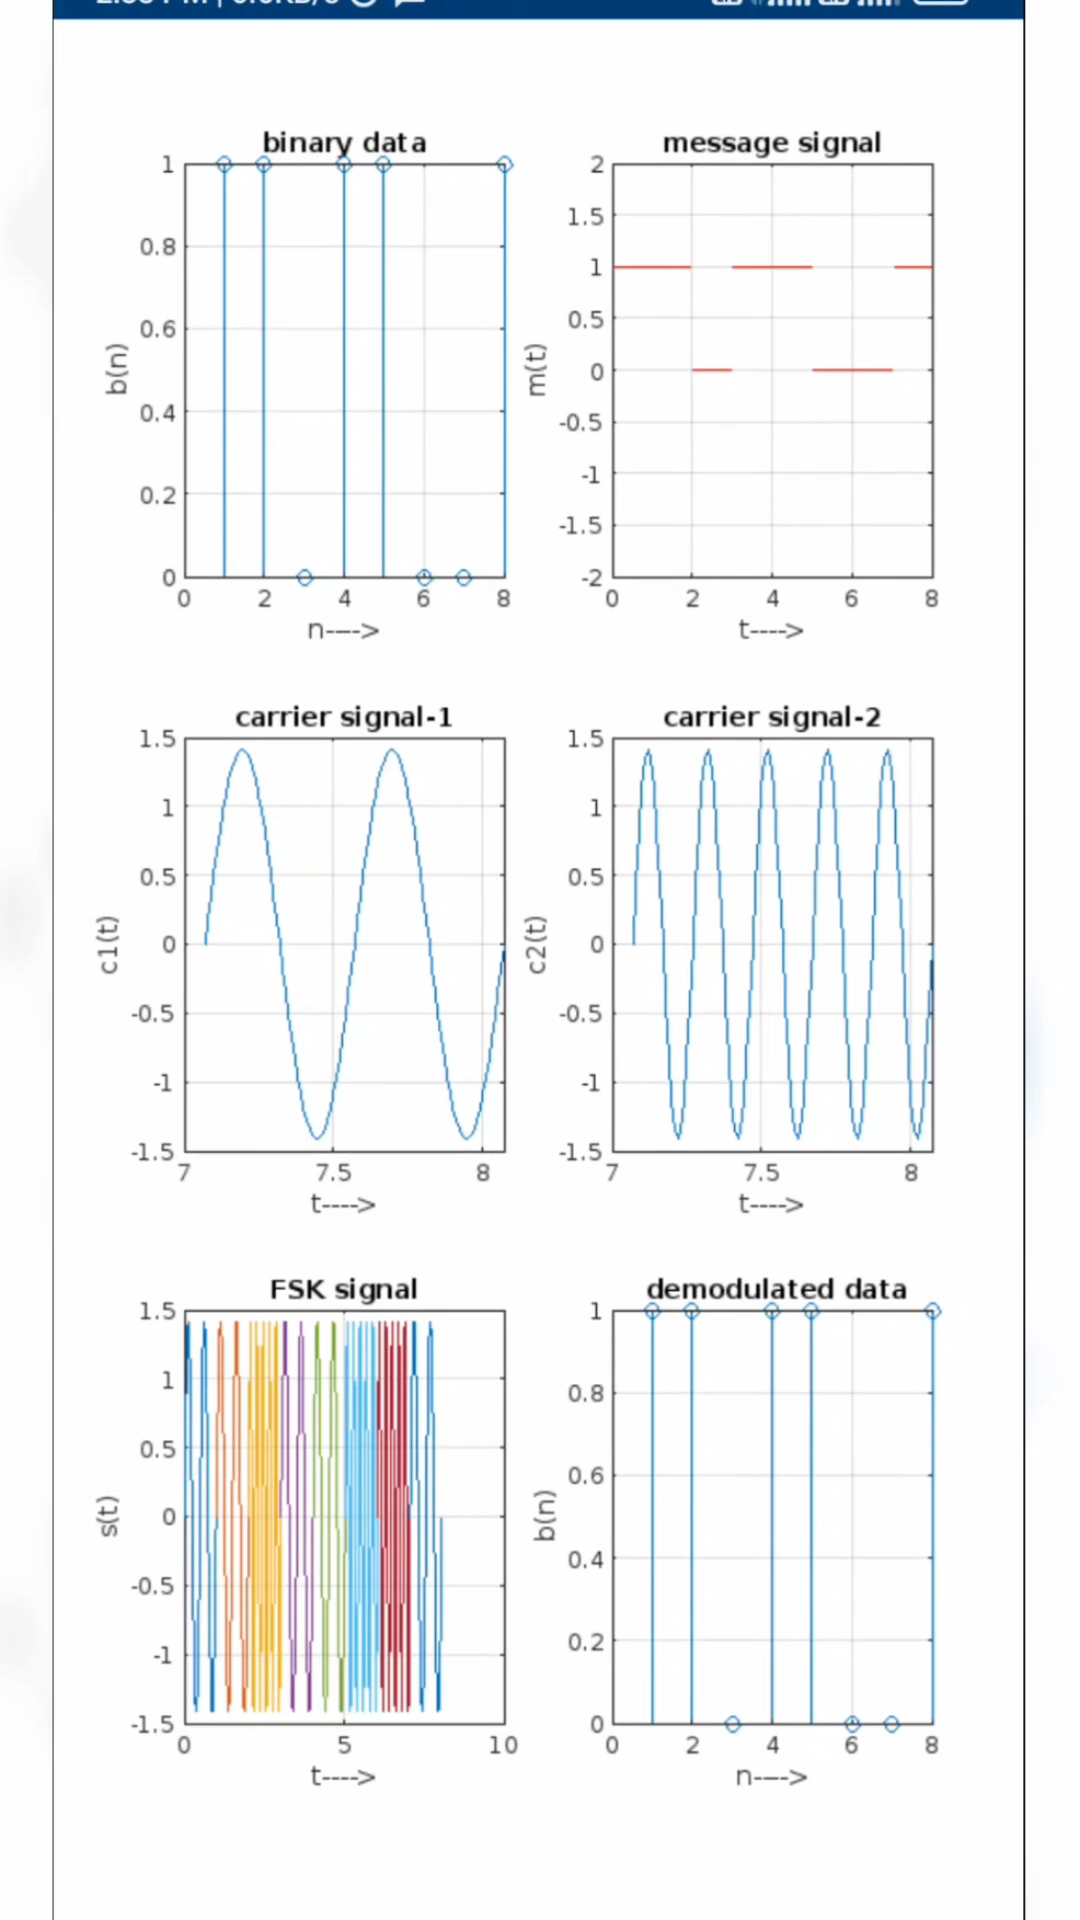 binary data
1
0.8
0.6
0.4
0.2
0
b(n)
0 2 4 6 8
n---->
message signal
2
1.5
1
0.5
0
-0.5
-1
-1.5
-2
m(t)
0 2 4 6 8
t---->
carrier signal-1
1.5
1
0.5
0
-0.5
-1
-1.5
c1(t)
7 7.5 8
t---->
carrier signal-2
1.5
1
0.5
0
-0.5
-1
-1.5
c2(t)
7 7.5 8
t---->
FSK signal
1.5
1
0.5
0
-0.5
-1
-1.5
s(t)
0 5 10
t---->
demodulated data
1
0.8
0.6
0.4
0.2
0
b(n)
0 2 4 6 8
n---->